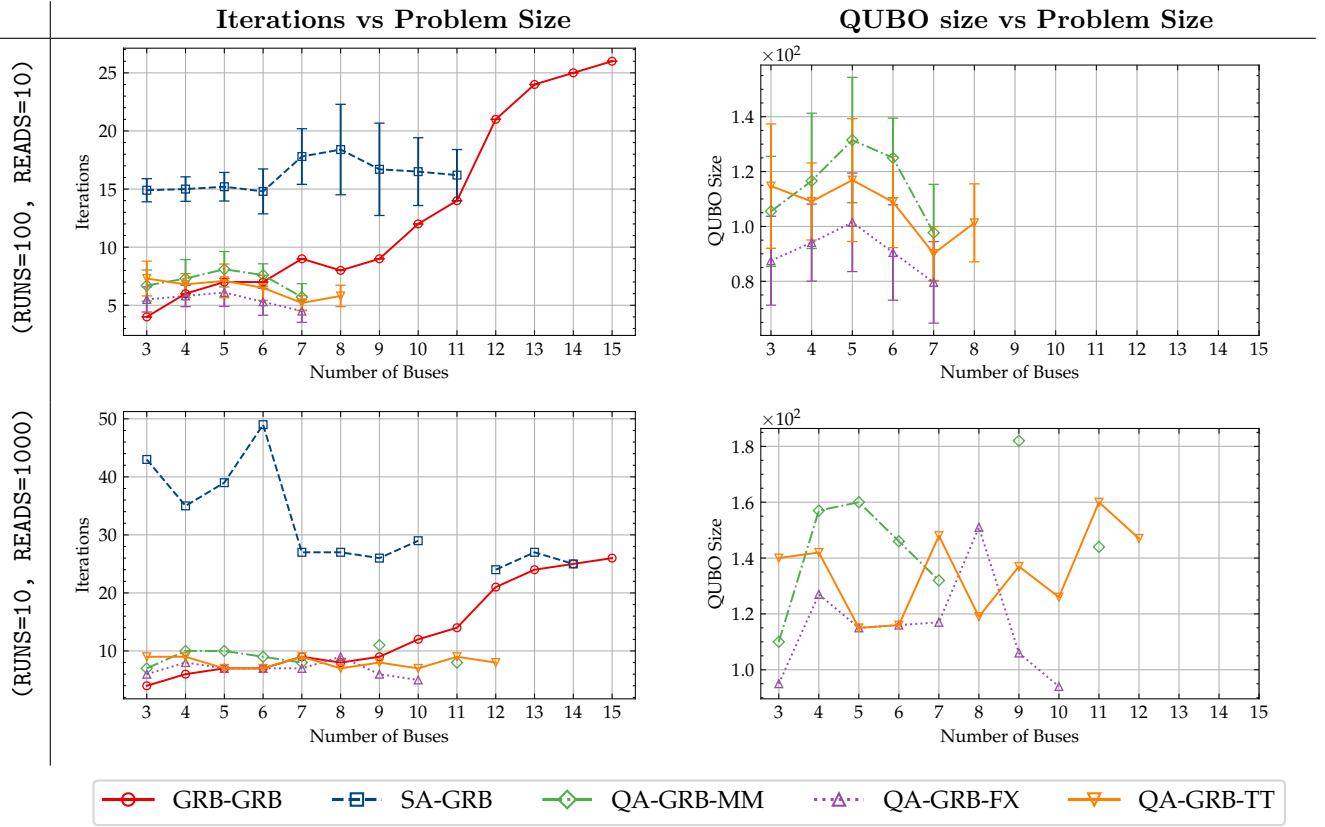 Iterations vs Problem Size
QUBO size vs Problem Size
(RUNS=100, READS=10)
25
20
15
10
5
Iterations
3 4 5 6 7 8 9 10 11 12 13 14 15
Number of Buses
×10²
1.4
1.2
1.0
0.8
QUBO Size
3 4 5 6 7 8 9 10 11 12 13 14 15
Number of Buses
(RUNS=10, READS=1000)
50
40
30
20
10
Iterations
3 4 5 6 7 8 9 10 11 12 13 14 15
Number of Buses
×10²
1.8
1.6
1.4
1.2
1.0
QUBO Size
3 4 5 6 7 8 9 10 11 12 13 14 15
Number of Buses
GRB-GRB SA-GRB QA-GRB-MM QA-GRB-FX QA-GRB-TT